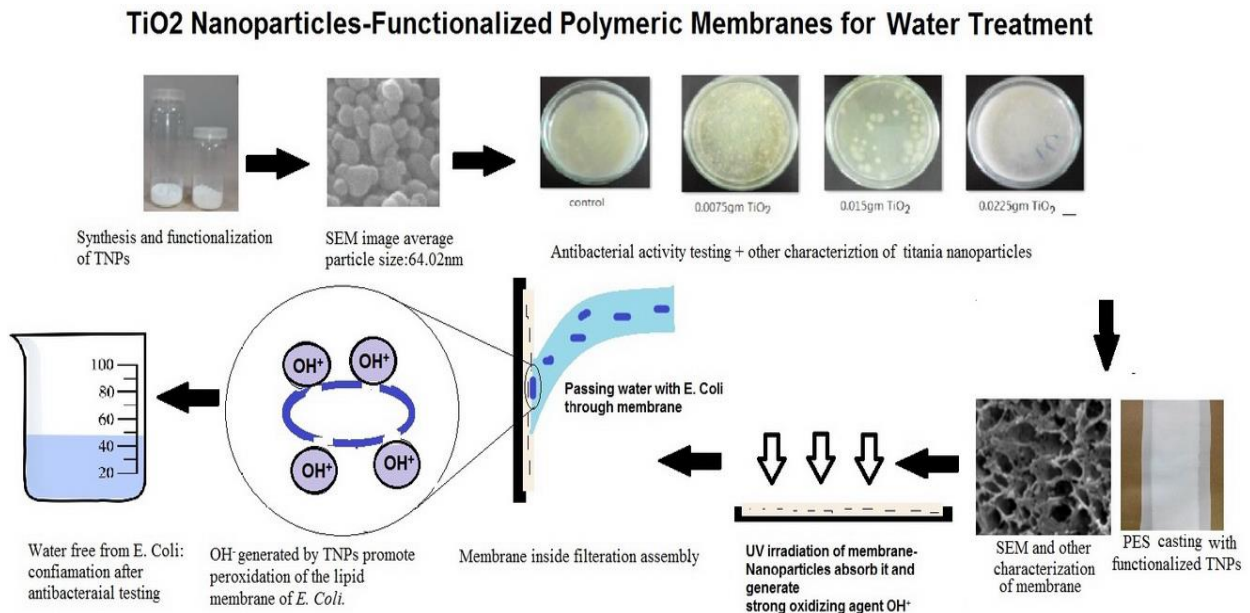 TiO2 Nanoparticles-Functionalized Polymeric Membranes for Water Treatment
control
0.0075gm TiO₂
0.015gm TiO₂
0.0225gm TiO₂
Synthesis and functionalization
of TNPs
SEM image average
particle size:64.02nm
Antibacterial activity testing + other characteriztion of titania nanoparticles
100
80
60
40
20
OH⁺
OH⁺
OH⁺
OH⁺
Passing water with E. Coli
through membrane
Water free from E. Coli:
confiamation after
antibacteraial testing
OH⁻ generated by TNPs promote
peroxidation of the lipid
membrane of E. Coli.
Membrane inside filteration assembly
UV irradiation of membrane-
Nanoparticles absorb it and
generate
strong oxidizing agent OH⁺
SEM and other
characterization
of membrane
PES casting with
functionalized TNPs